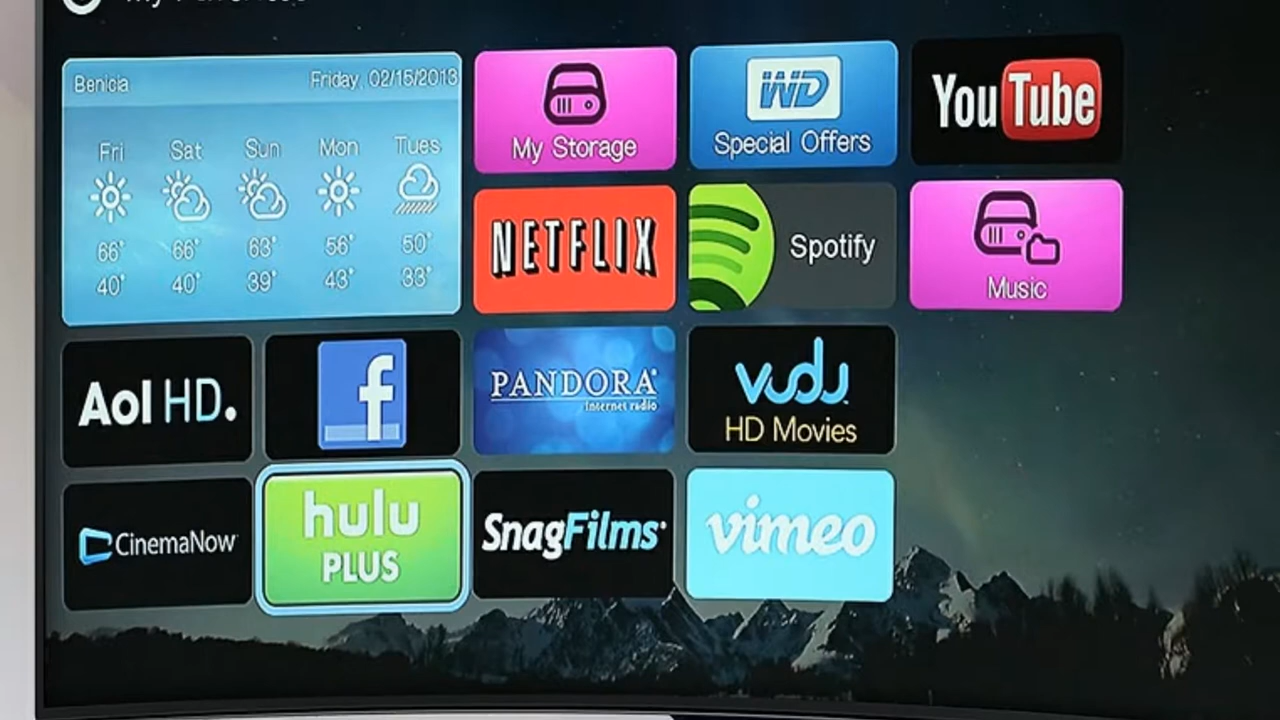 My Favorites
Benicia
Friday, 02/15/2013
Fri Sat Sun Mon Tues
66° 66° 63° 56° 50°
40° 40° 39° 43° 33°
My Storage
WD
Special Offers
YouTube
NETFLIX
Spotify
Music
Aol HD.
f
PANDORA
internet radio
vudu
HD Movies
CinemaNow
hulu
PLUS
SnagFilms
vimeo